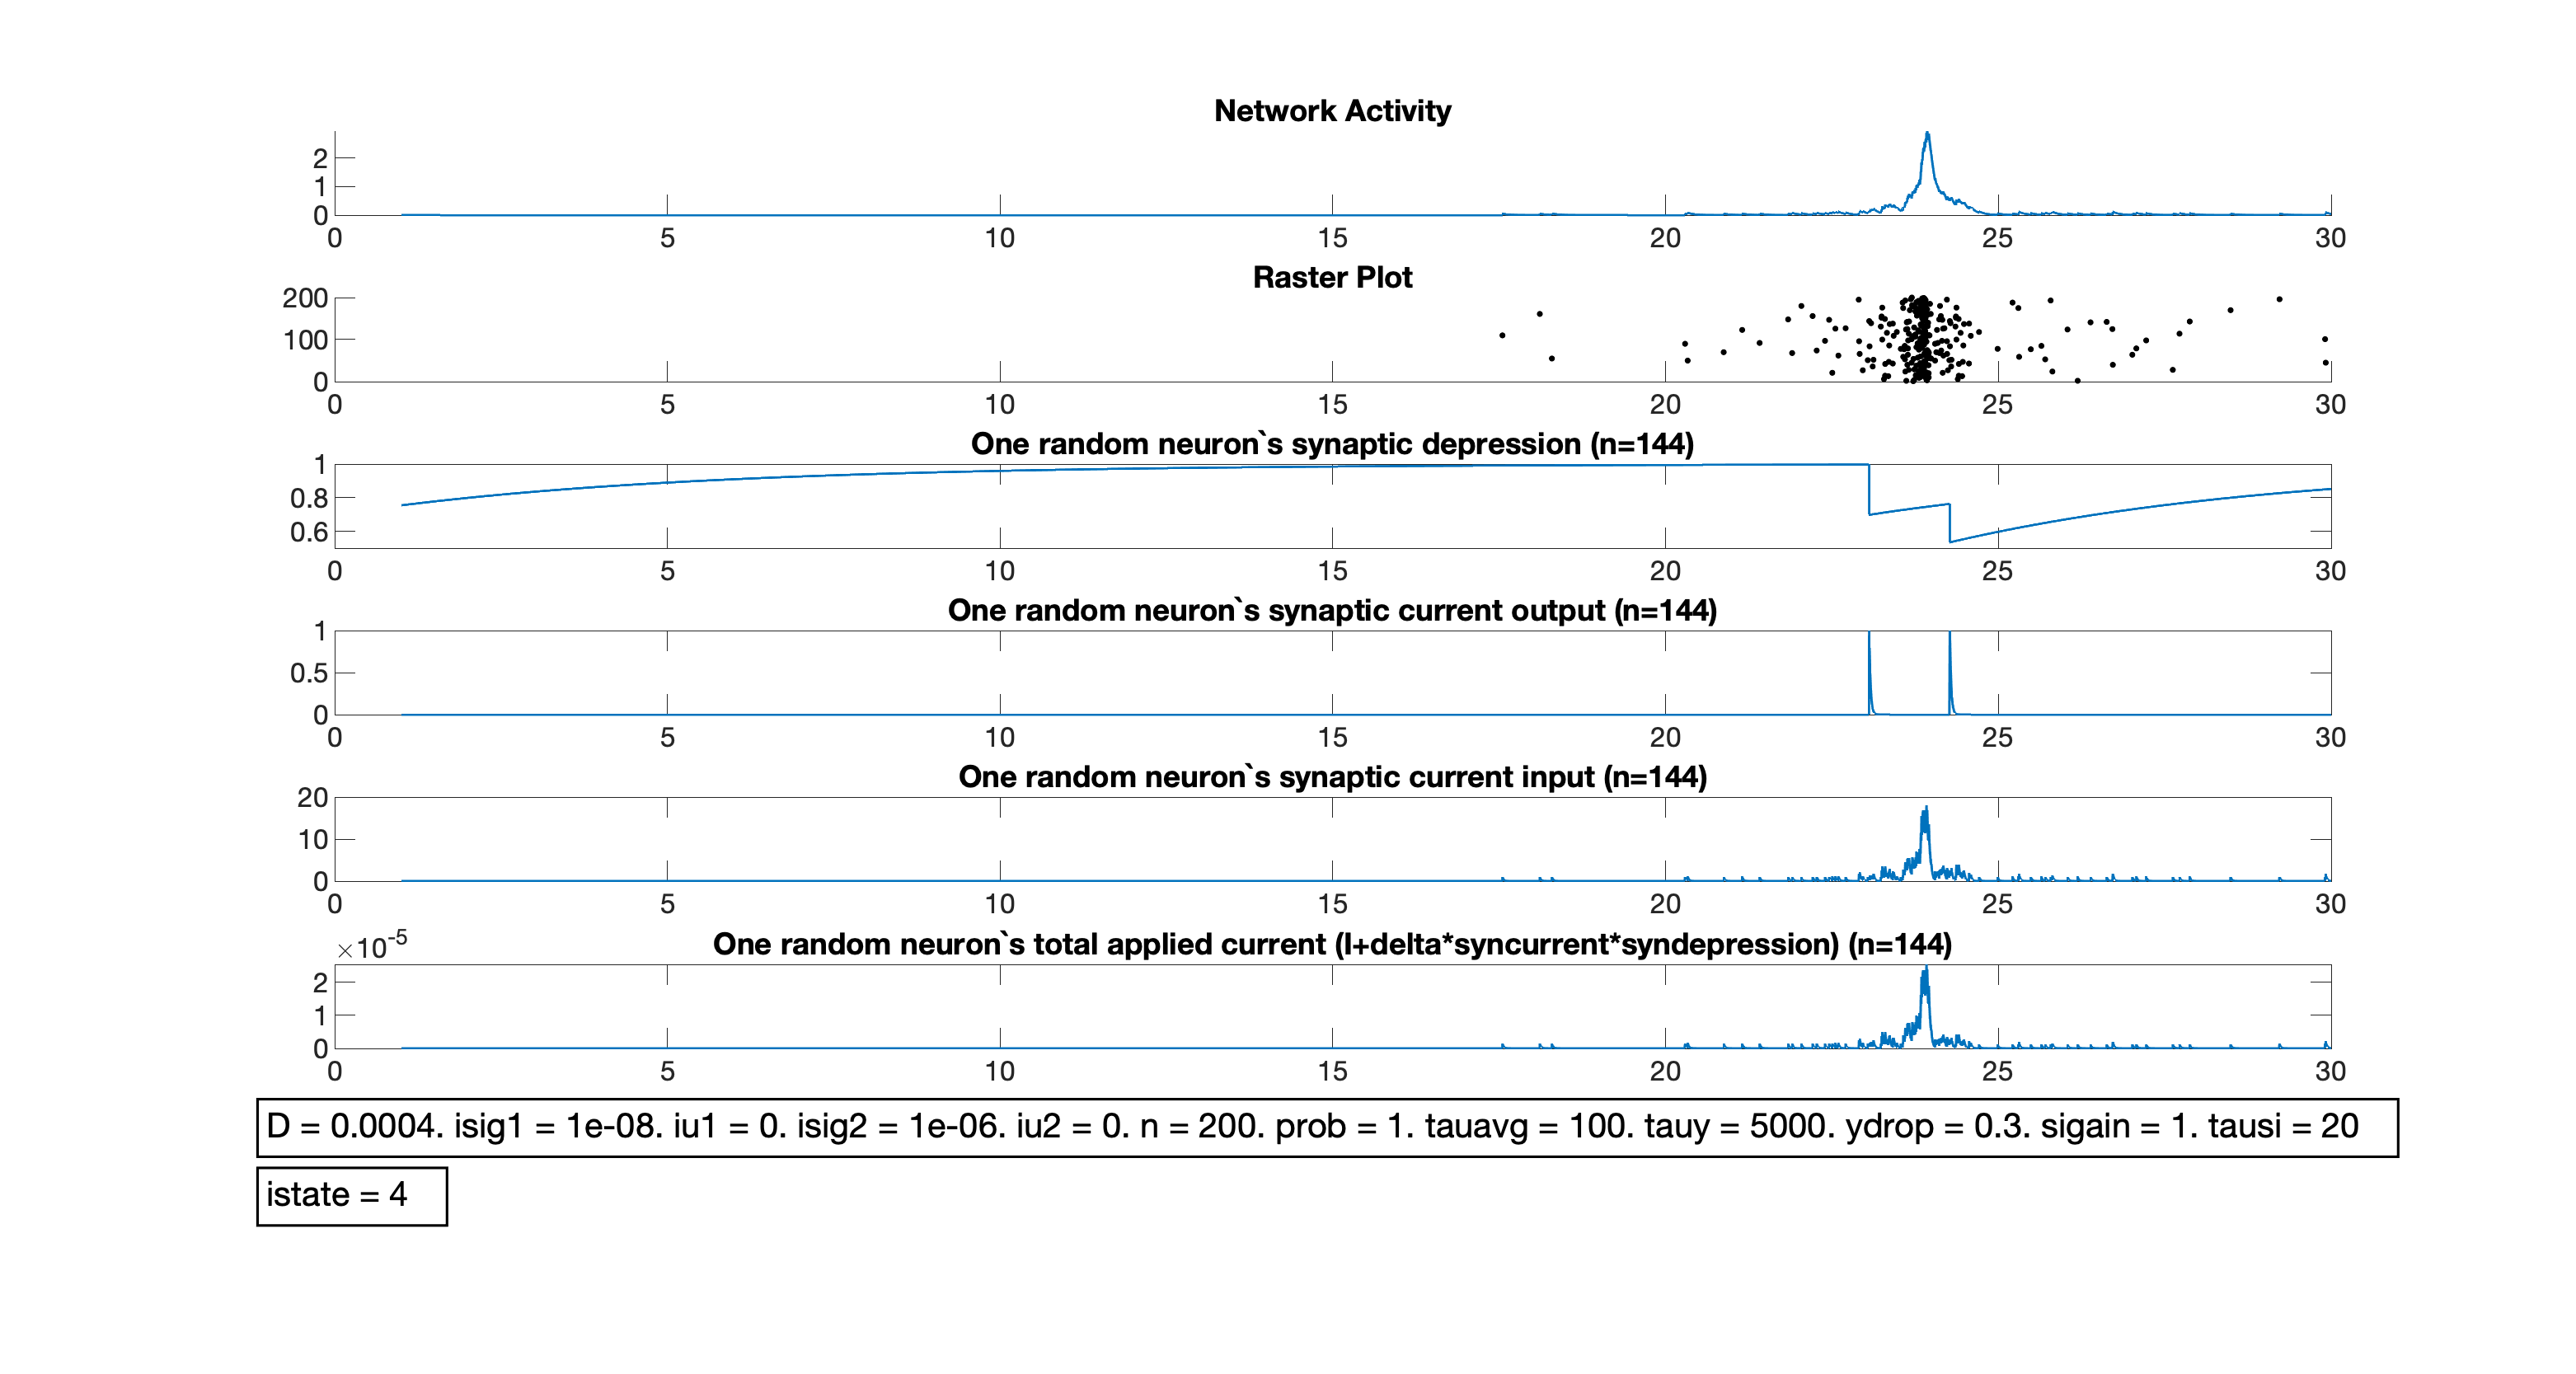 Network Activity
2
1
0
0 5 10 15 20 25 30
Raster Plot
200
100
0
0 5 10 15 20 25 30
One random neuron`s synaptic depression (n=144)
1
0.8
0.6
0 5 10 15 20 25 30
One random neuron`s synaptic current output (n=144)
1
0.5
0
0 5 10 15 20 25 30
One random neuron`s synaptic current input (n=144)
20
10
0
0 5 10 15 20 25 30
×10-5
One random neuron`s total applied current (I+delta*syncurrent*syndepression) (n=144)
2
1
0
0 5 10 15 20 25 30
D = 0.0004. isig1 = 1e-08. iu1 = 0. isig2 = 1e-06. iu2 = 0. n = 200. prob = 1. tauavg = 100. tauy = 5000. ydrop = 0.3. sigain = 1. tausi = 20
istate = 4